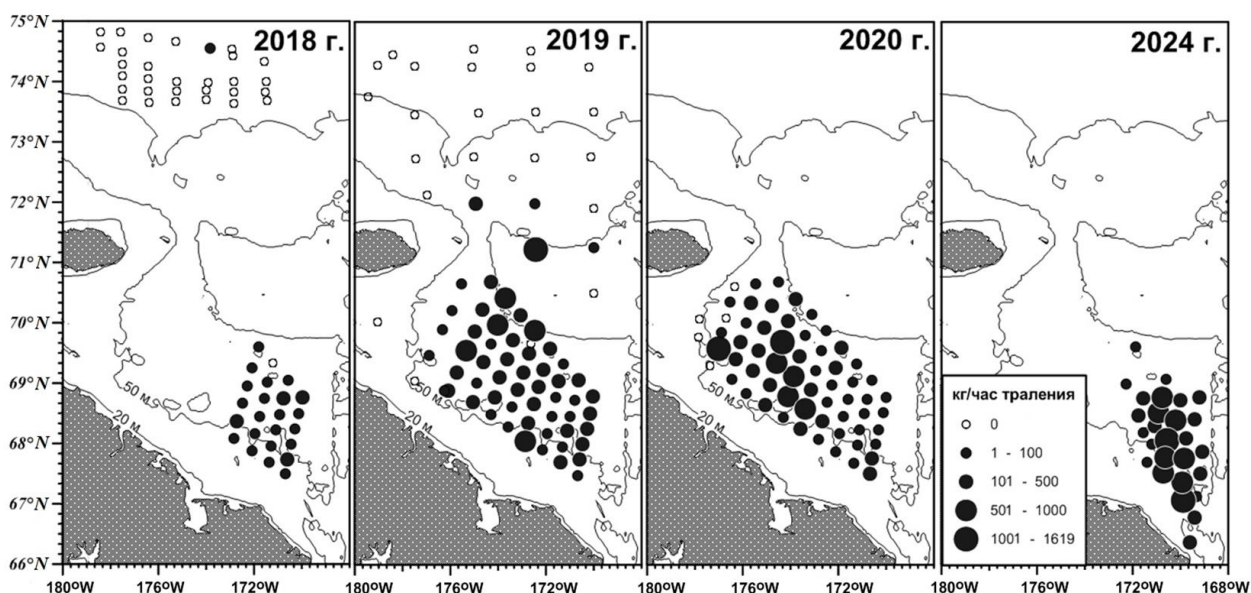 75°N
74°N
73°N
72°N
71°N
70°N
69°N
68°N
67°N
66°N
2018 г.
50 м
20 м
180°W
176°W
172°W
2019 г.
50 м
20 м
180°W
176°W
172°W
2020 г.
50 м
20 м
180°W
176°W
172°W
2024 г.
кг/час траления
0
1 - 100
101 - 500
501 - 1000
1001 - 1619
180°W
176°W
172°W
168°W